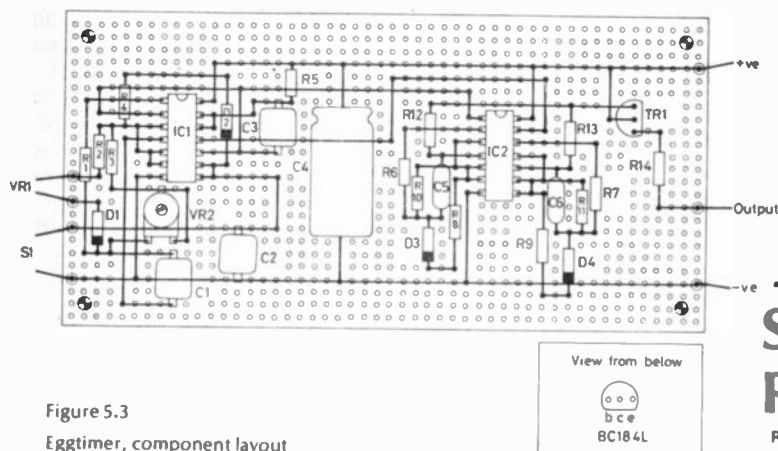 +ve
R5
R4
IC1
2
C3
R12
TR1
R13
IC2
R14
R2
R3
R1
C4
R6
R10
C5
C6
R11
R7
VR1
D1
VR2
R8
Output
S1
D3
R9
D4
C2
C1
-ve
View from below
b c e
BC184L
Figure 5.3
Eggtimer, component layout
S
R